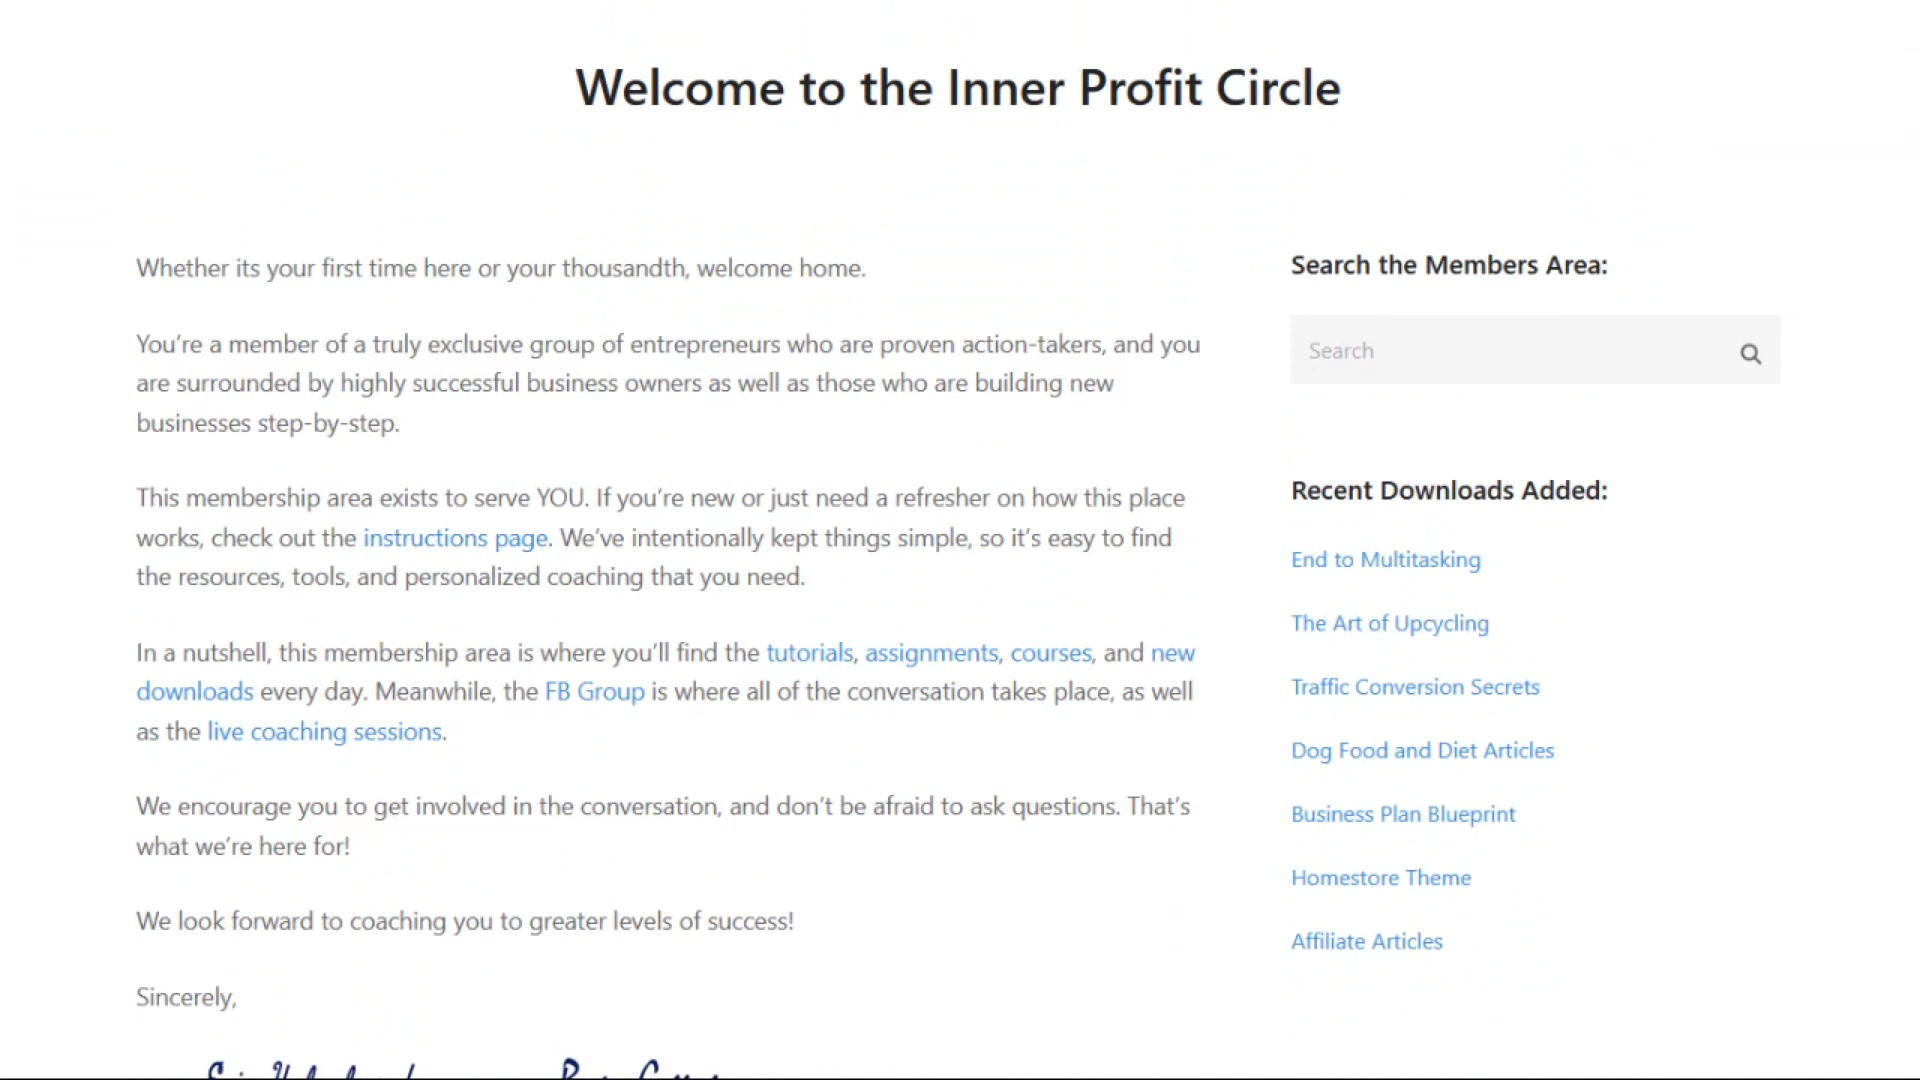 Welcome to the Inner Profit Circle
Whether its your first time here or your thousandth, welcome home.
You’re a member of a truly exclusive group of entrepreneurs who are proven action-takers, and you
are surrounded by highly successful business owners as well as those who are building new
businesses step-by-step.
This membership area exists to serve YOU. If you’re new or just need a refresher on how this place
works, check out the instructions page. We’ve intentionally kept things simple, so it’s easy to find
the resources, tools, and personalized coaching that you need.
In a nutshell, this membership area is where you’ll find the tutorials, assignments, courses, and new
downloads every day. Meanwhile, the FB Group is where all of the conversation takes place, as well
as the live coaching sessions.
We encourage you to get involved in the conversation, and don’t be afraid to ask questions. That’s
what we’re here for!
We look forward to coaching you to greater levels of success!
Sincerely,
Search the Members Area:
Search
Recent Downloads Added:
End to Multitasking
The Art of Upcycling
Traffic Conversion Secrets
Dog Food and Diet Articles
Business Plan Blueprint
Homestore Theme
Affiliate Articles